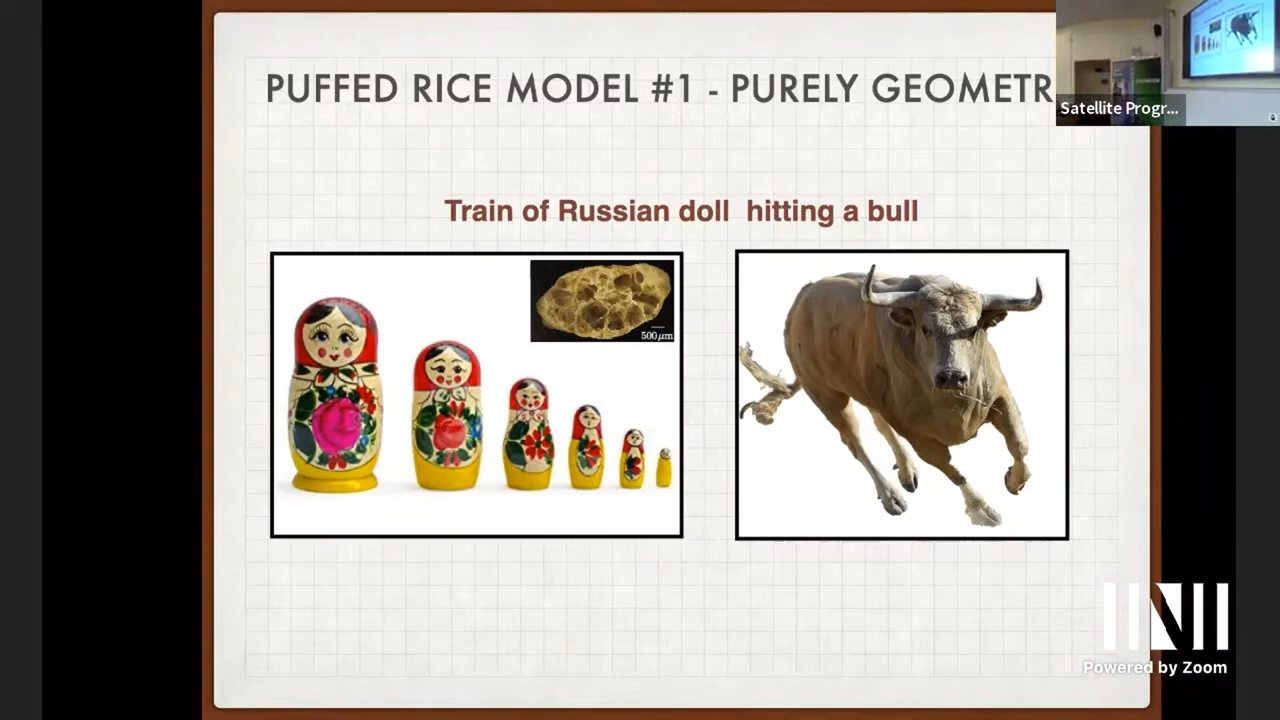 PUFFED RICE MODEL #1 - PURELY GEOMETR
Satellite Progr...
Train of Russian doll hitting a bull
500 μm
Powered by Zoom